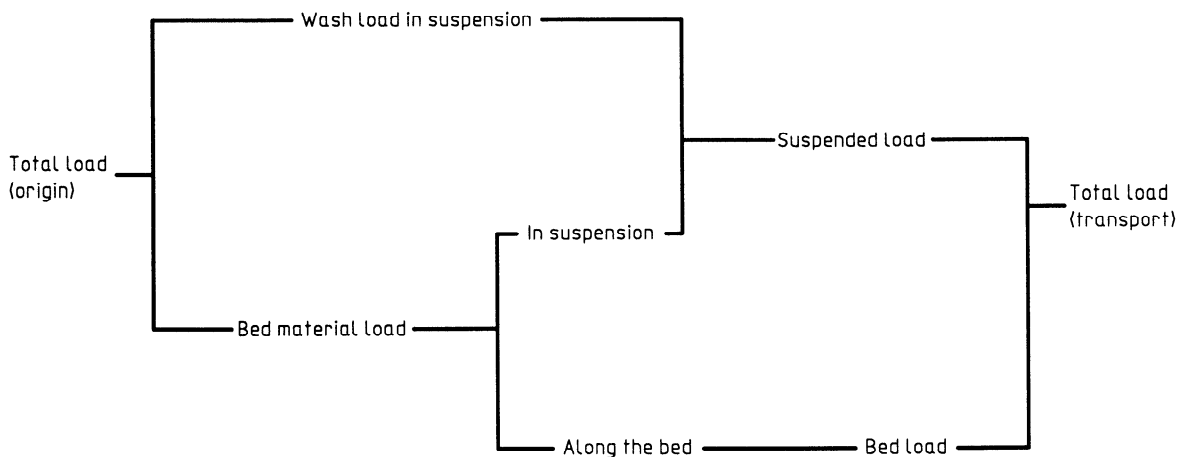 Wash load in suspension
Suspended load
Total load
(origin)
Total load
(transport)
In suspension
Bed material load
Along the bed
Bed load